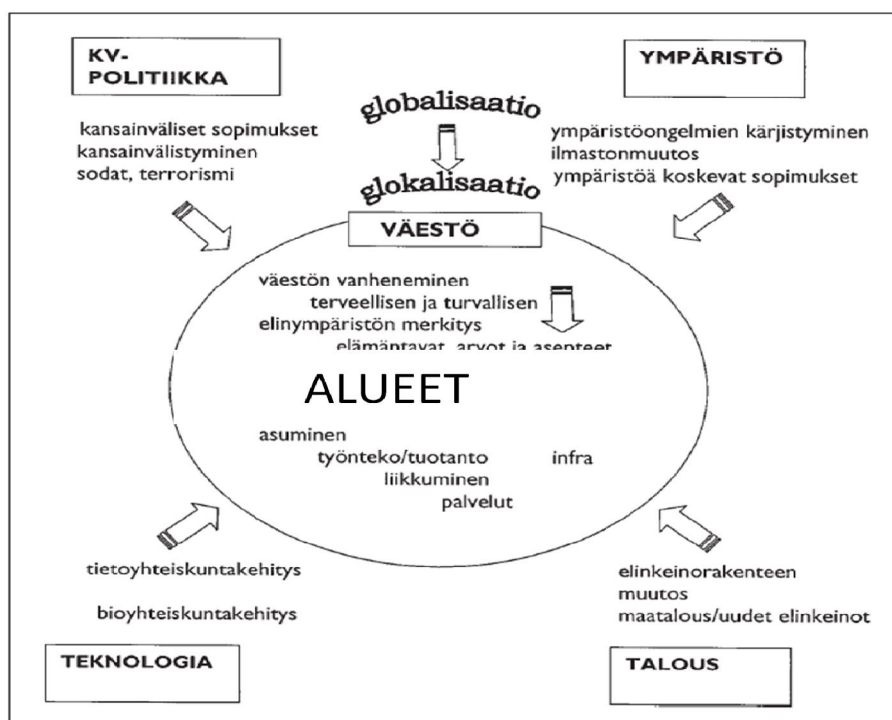 KV-
POLITIIKKA
kansainväliset sopimukset
kansainvälistyminen
sodat, terrorismi
globalisaatio
glokalisaatio
YMPÄRISTÖ
ympäristöongelmien kärjistyminen
ilmastonmuutos
ympäristöä koskevat sopimukset
VÄESTÖ
väestön vanheneminen
terveellisen ja turvallisen
elinympäristön merkitys
elämäntavat, arvot ja asenteet
ALUEET
asuminen
työnteko/tuotanto
infra
liikkuminen
palvelut
tietoyhteiskuntakehitys
bioyhteiskuntakehitys
TEKNOLOGIA
elinkeinorakenteen
muutos
maatalous/uudet elinkeinot
TALOUS